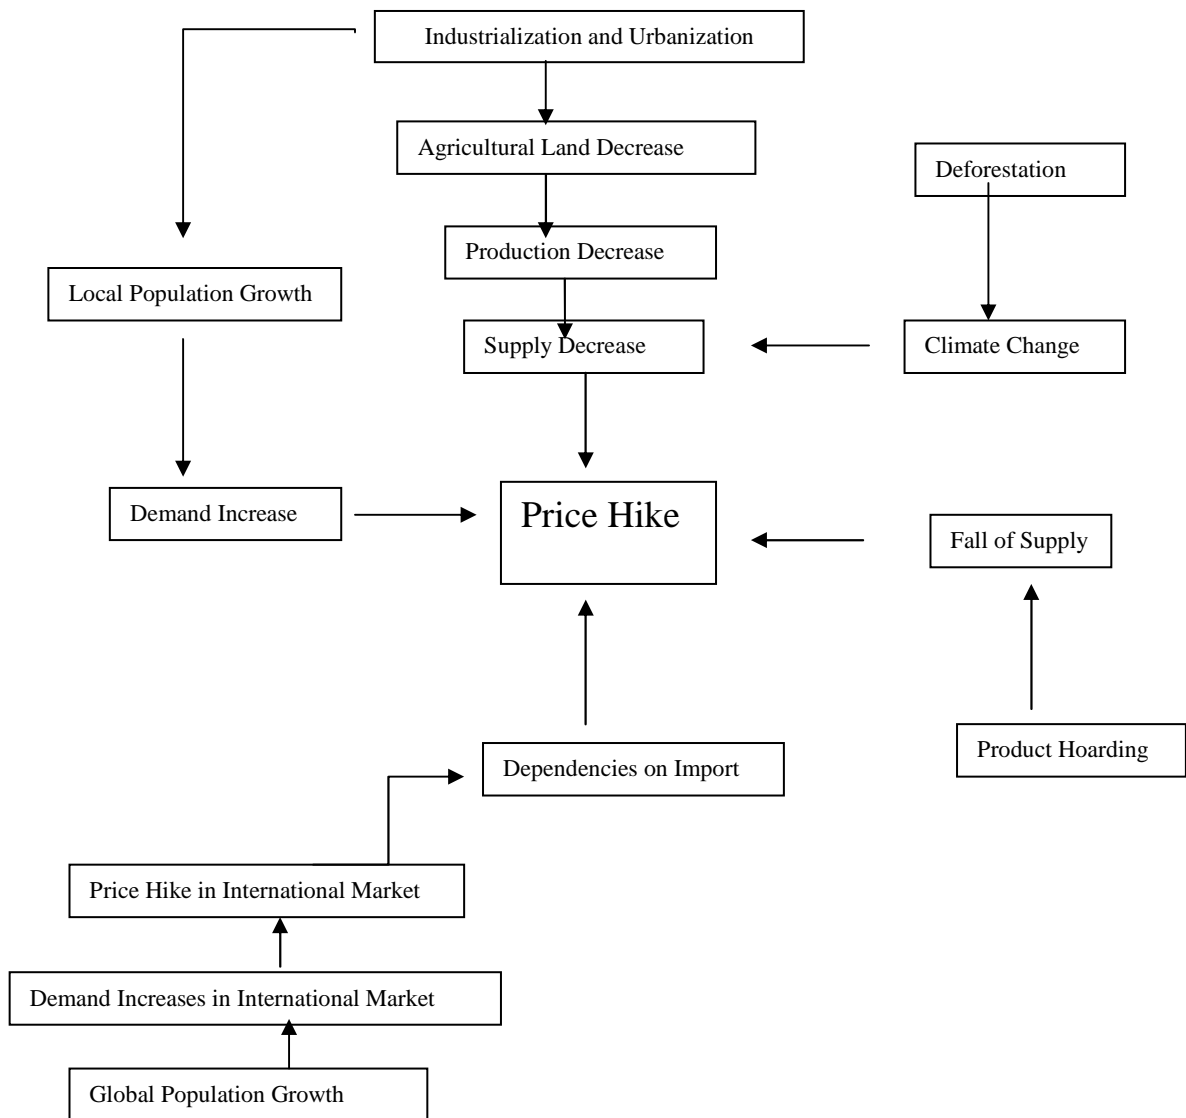 Industrialization and Urbanization
Agricultural Land Decrease
Deforestation
Production Decrease
Local Population Growth
Supply Decrease
Climate Change
Demand Increase
Price Hike
Fall of Supply
Dependencies on Import
Product Hoarding
Price Hike in International Market
Demand Increases in International Market
Global Population Growth